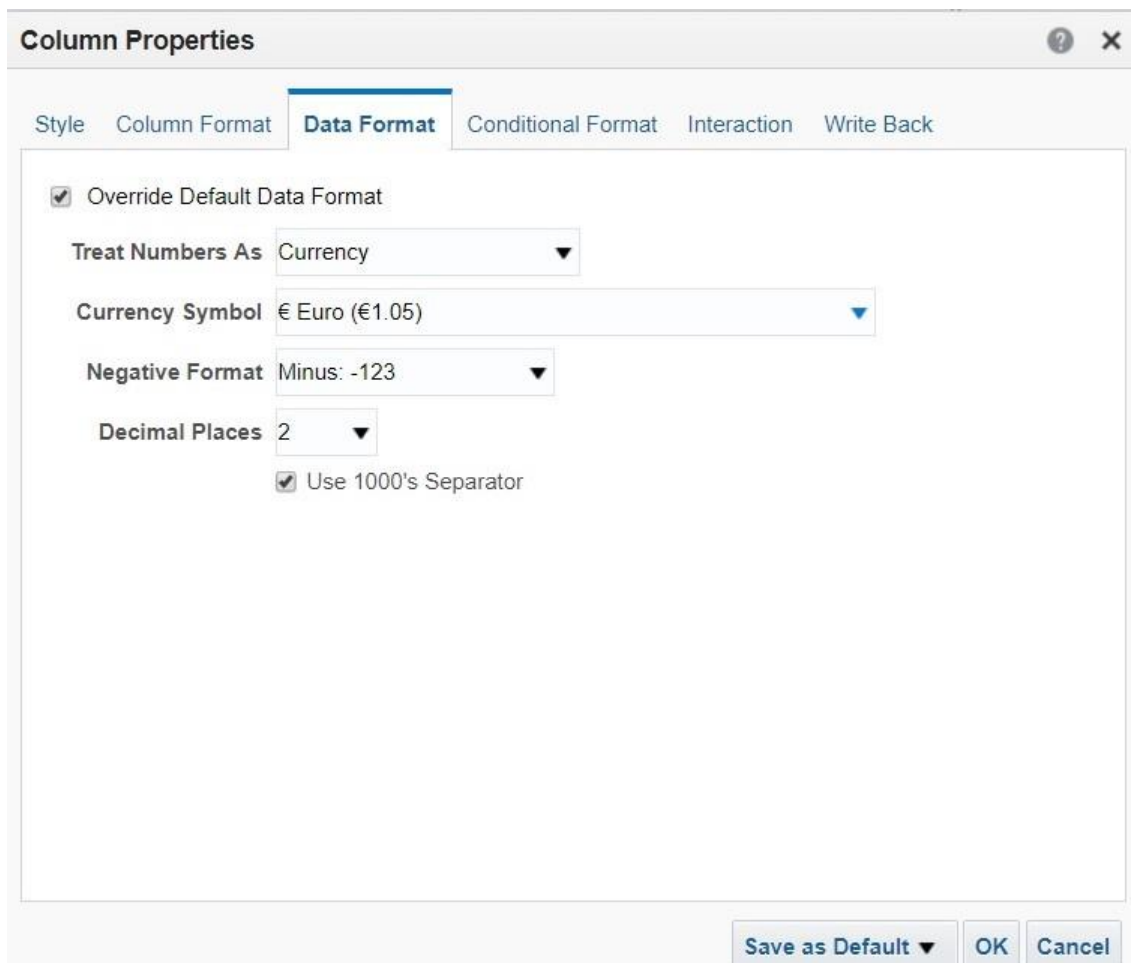 Column Properties
Style Column Format Data Format Conditional Format Interaction Write Back
Override Default Data Format
Treat Numbers As Currency
Currency Symbol € Euro (€1.05)
Negative Format Minus: -123
Decimal Places 2
Use 1000's Separator
Save as Default OK Cancel